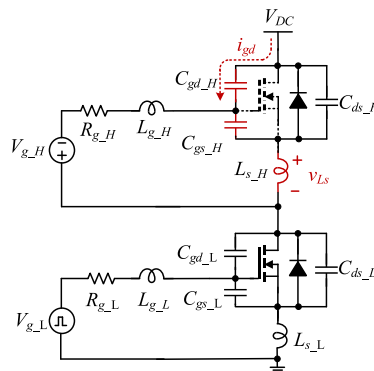 V_DC
i_gd
C_gd_H
C_ds_H
C_gs_H
R_g_H
L_g_H
V_g_H
L_s_H
+
v_Ls
−
C_gd_L
C_ds_L
C_gs_L
R_g_L
L_g_L
V_g_L
L_s_L